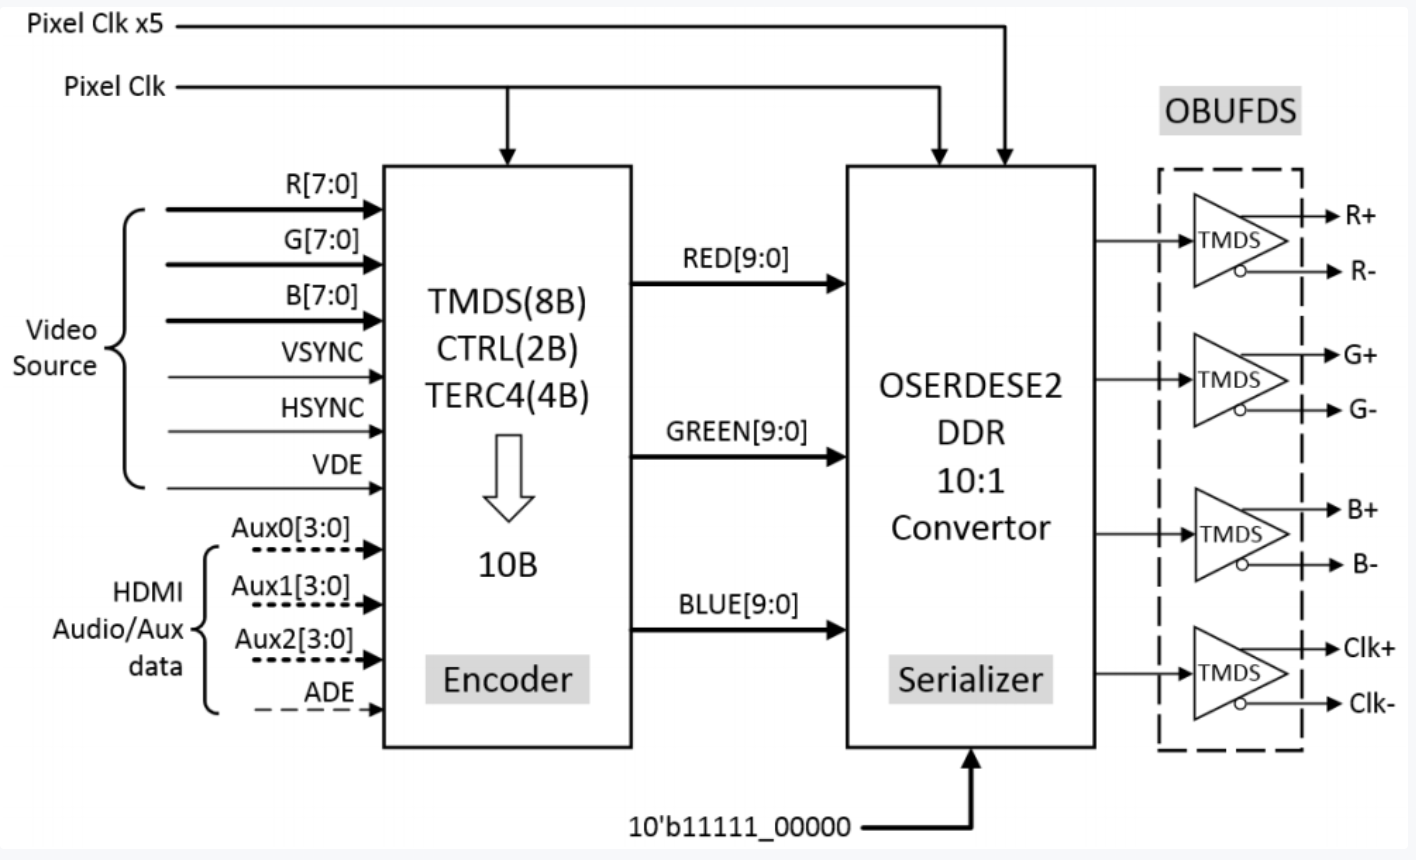 Pixel Clk x5
Pixel Clk
OBUFDS
R[7:0]
G[7:0]
B[7:0]
VSYNC
HSYNC
VDE
Video
Source
Aux0[3:0]
Aux1[3:0]
Aux2[3:0]
ADE
HDMI
Audio/Aux
data
TMDS(8B)
CTRL(2B)
TERC4(4B)
10B
Encoder
RED[9:0]
GREEN[9:0]
BLUE[9:0]
OSERDESE2
DDR
10:1
Convertor
Serializer
10'b11111_00000
TMDS
R+
R-
TMDS
G+
G-
TMDS
B+
B-
TMDS
Clk+
Clk-